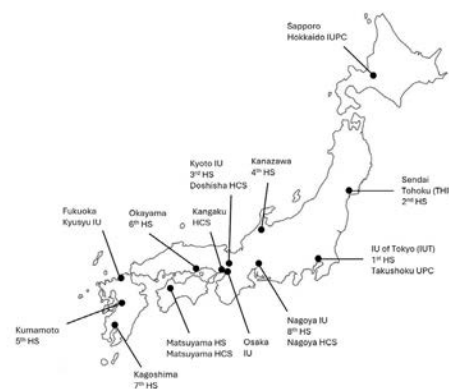 Sapporo
Hokkaido IUPC
Kyoto IU
3rd HS
Doshisha HCS
Kanazawa
4th HS
Sendai
Tohoku (THI
2nd HS
Fukuoka
Kyusyu IU
Okayama
6th HS
Kangaku
HCS
IU of Tokyo (IUT)
1st HS
Takushoku UPC
Kumamoto
5th HS
Matsuyama HS
Matsuyama HCS
Osaka
IU
Nagoya IU
8th HS
Nagoya HCS
Kagoshima
7th HS